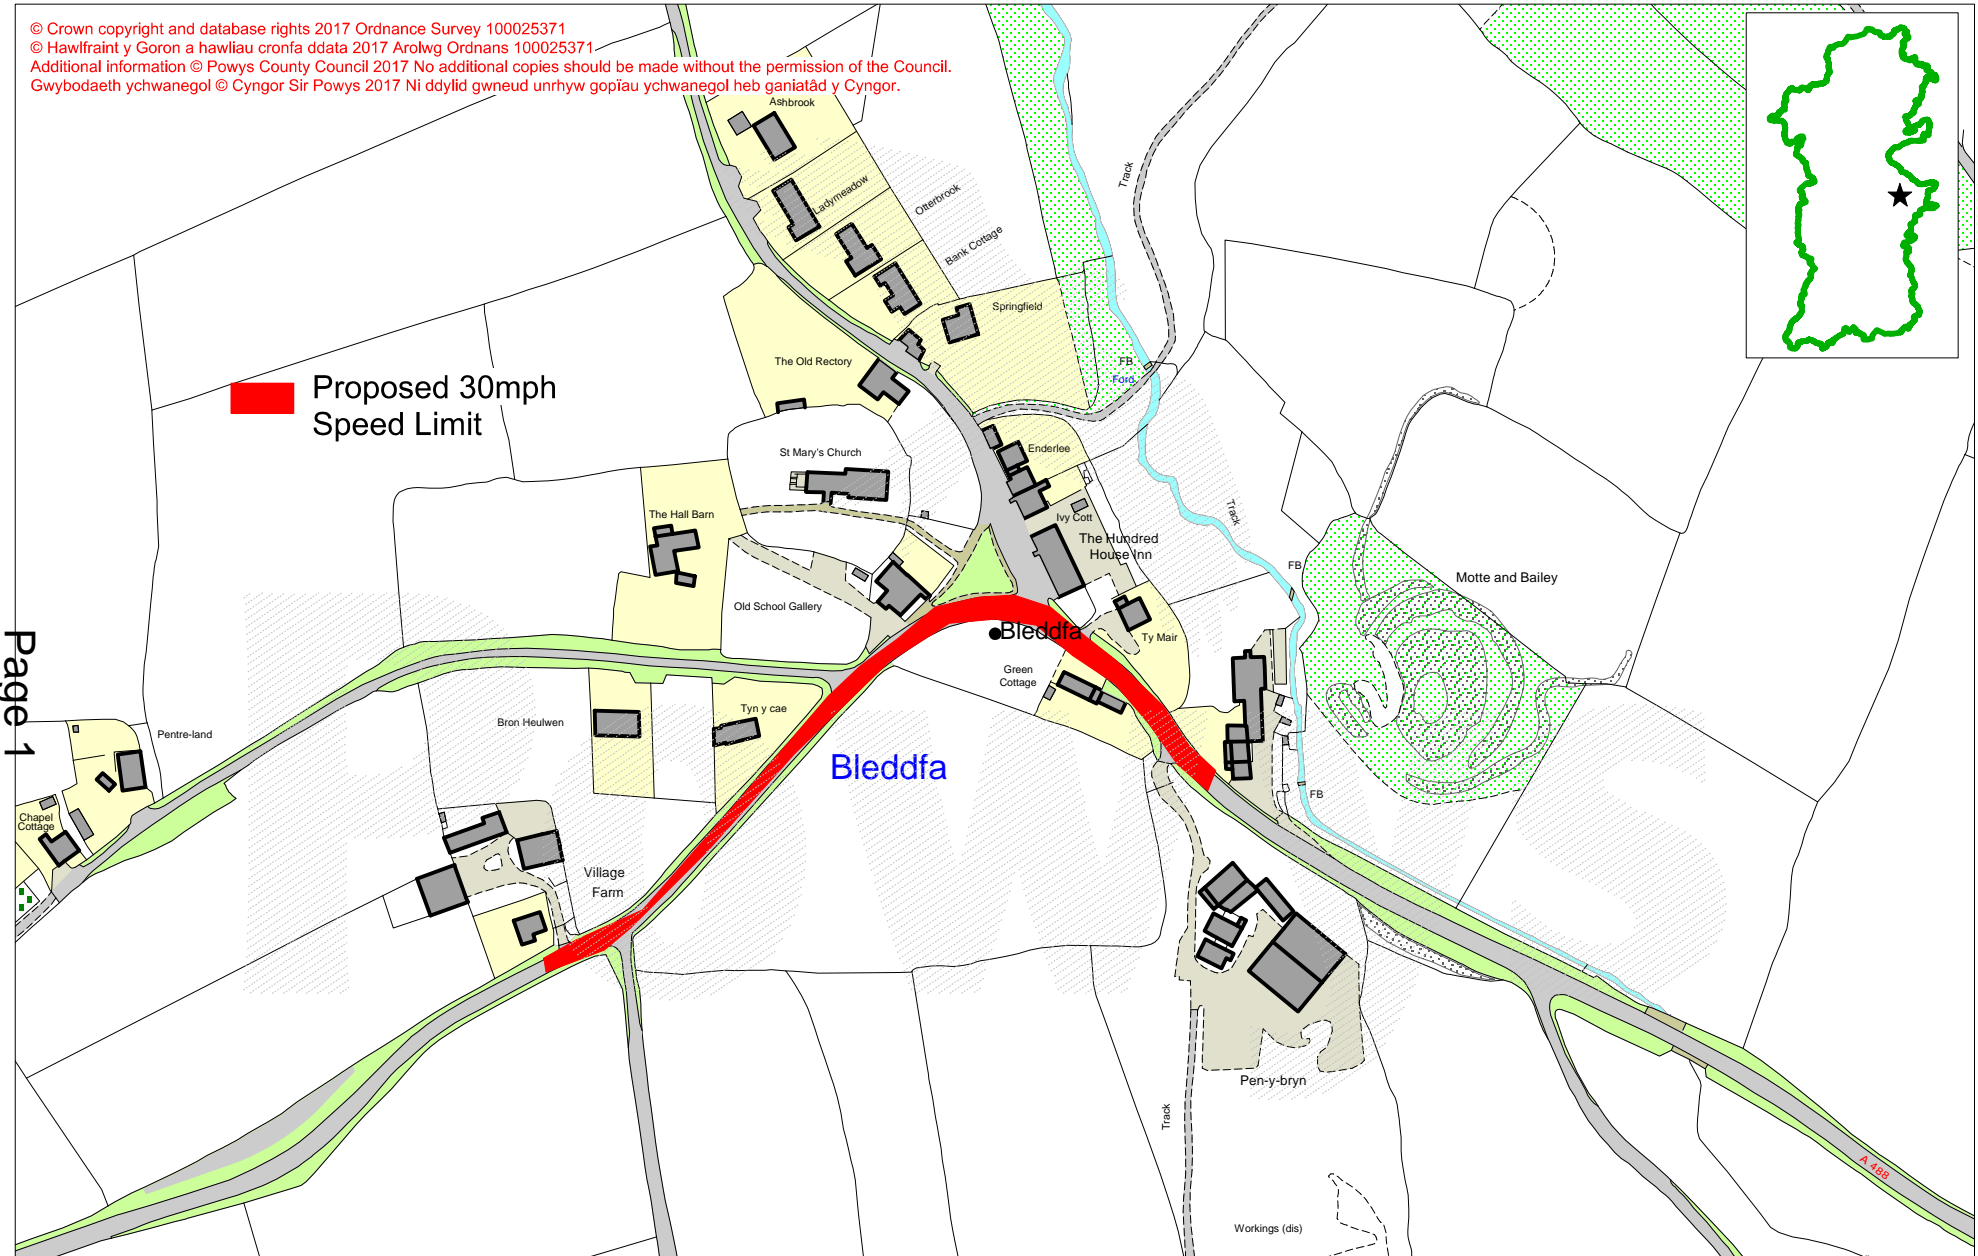 © Crown copyright and database rights 2017 Ordnance Survey 100025371
© Hawlfraint y Goron a hawliau cronfa ddata 2017 Arolwg Ordnans 100025371
Additional information © Powys County Council 2017 No additional copies should be made without the permission of the Council.
Gwybodaeth ychwanegol © Cyngor Sir Powys 2017 Ni ddylid gwneud unrhyw gopïau ychwanegol heb ganiatâd y Cyngor.
Ashbrook
Ladymeadow
Otterbrook
Bank Cottage
Track
Springfield
The Old Rectory
FB
Ford
Proposed 30mph
Speed Limit
St Mary's Church
Enderlee
The Hall Barn
Ivy Cott
Track
The Hundred
House Inn
FB
Motte and Bailey
Old School Gallery
Bleddfa
Ty Mair
Green
Cottage
Page 1
Pentre-land
Bron Heulwen
Tyn y cae
Bleddfa
FB
Chapel
Cottage
Village
Farm
Powys
Pen-y-bryn
Track
A 488
Workings (dis)